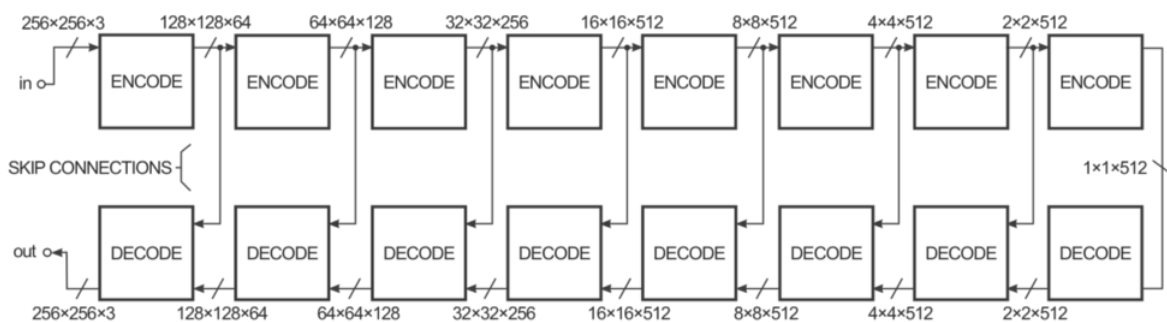 256×256×3 128×128×64 64×64×128 32×32×256 16×16×512 8×8×512 4×4×512 2×2×512
in ENCODE ENCODE ENCODE ENCODE ENCODE ENCODE ENCODE ENCODE
SKIP CONNECTIONS 1×1×512
out DECODE DECODE DECODE DECODE DECODE DECODE DECODE DECODE
256×256×3 128×128×64 64×64×128 32×32×256 16×16×512 8×8×512 4×4×512 2×2×512